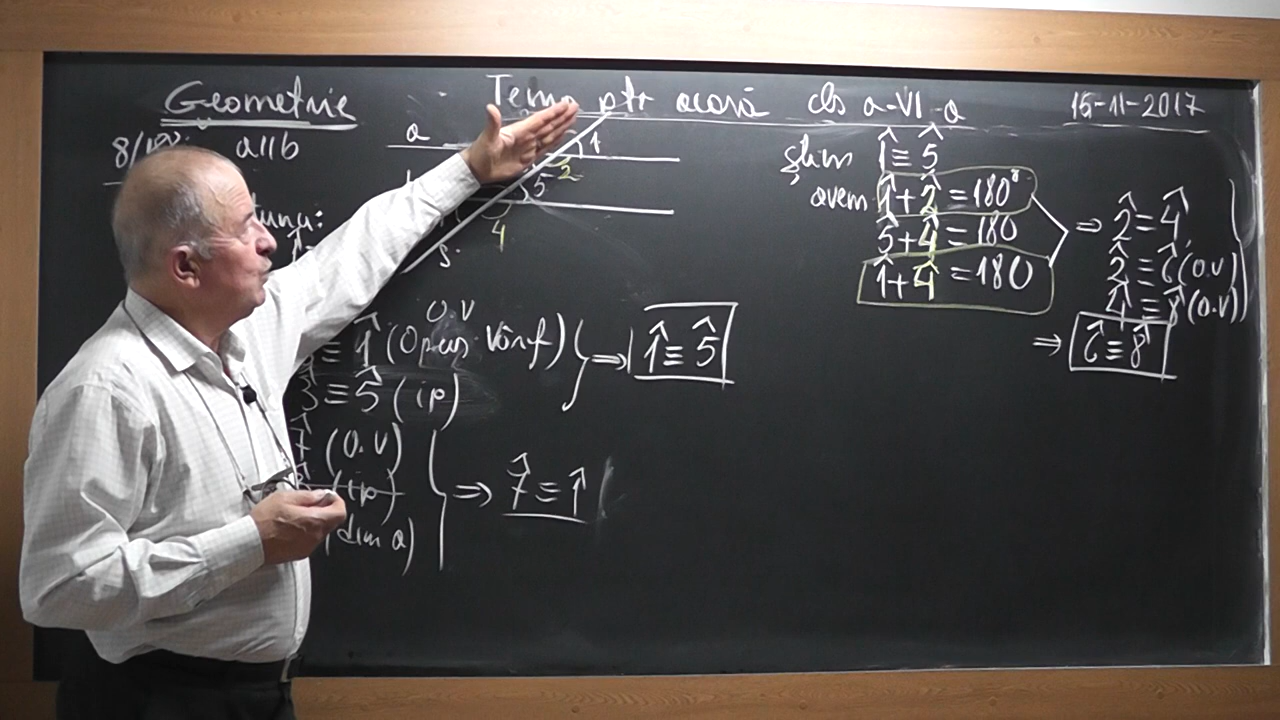 Geometrie Tema ptr acasă cls a-VI-a 15-11-2017
a||b
a 1
5 2
4
s
știm 1̂ ≡ 5̂
avem 1̂+2̂ = 180°
5̂+4̂ = 180
1̂+4̂ = 180
⇒ 2̂ = 4̂
2̂ = 6̂ (O.V)
4̂ = 8̂ (O.V)
⇒ 6̂ ≡ 8̂
O.V
≡ 1̂ (Opus Vârf) } ⇒ 1̂ ≡ 5̂
3̂ ≡ 5̂ (ip)
7̂ (O.V)
(ip) ⇒ 7̂ ≡ 1̂
(din a)